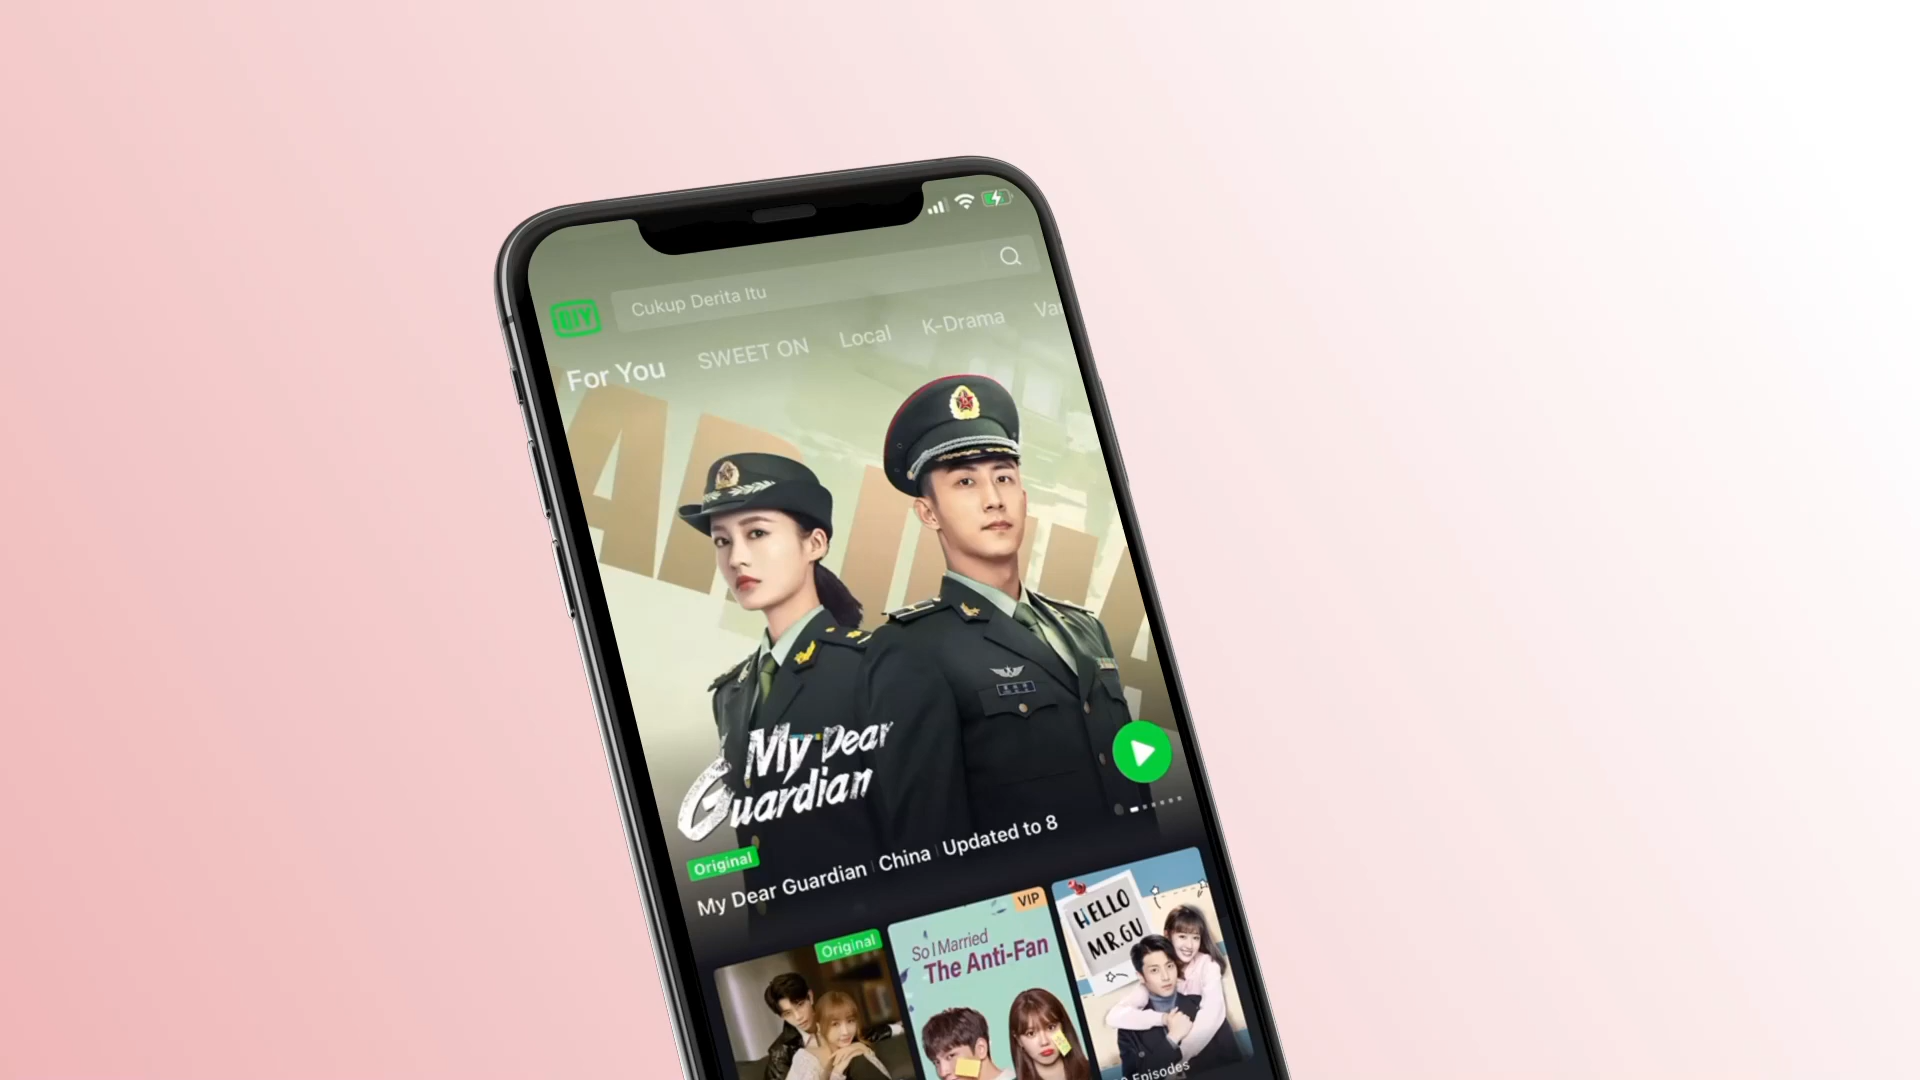 QIY
Cukup Derita Itu
For You
SWEET ON
Local
K-Drama
My Dear
Guardian
Original
My Dear Guardian
China
Updated to 8
Original
VIP
So I Married
The Anti-Fan
HELLO
MR.GU
Episodes